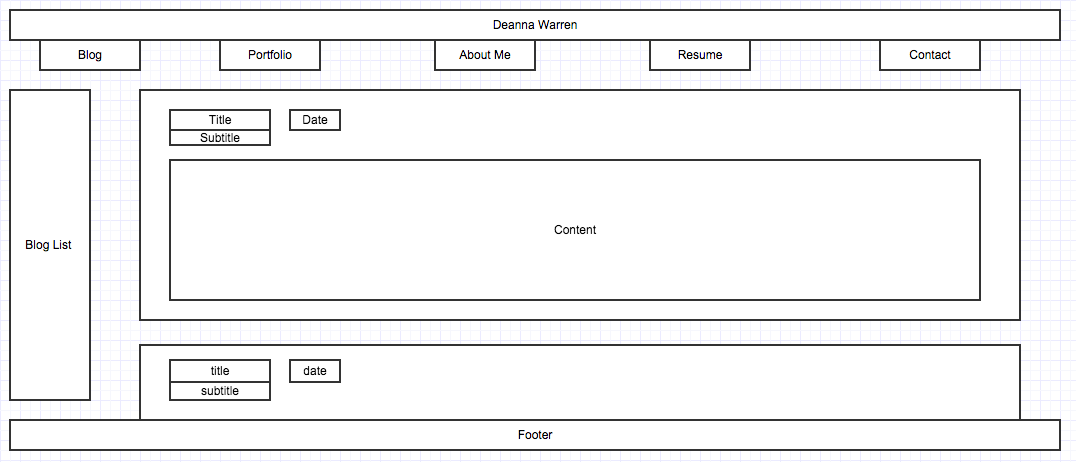 Deanna Warren
Blog
Portfolio
About Me
Resume
Contact
Blog List
Title
Date
Subtitle
Content
title
date
subtitle
Footer